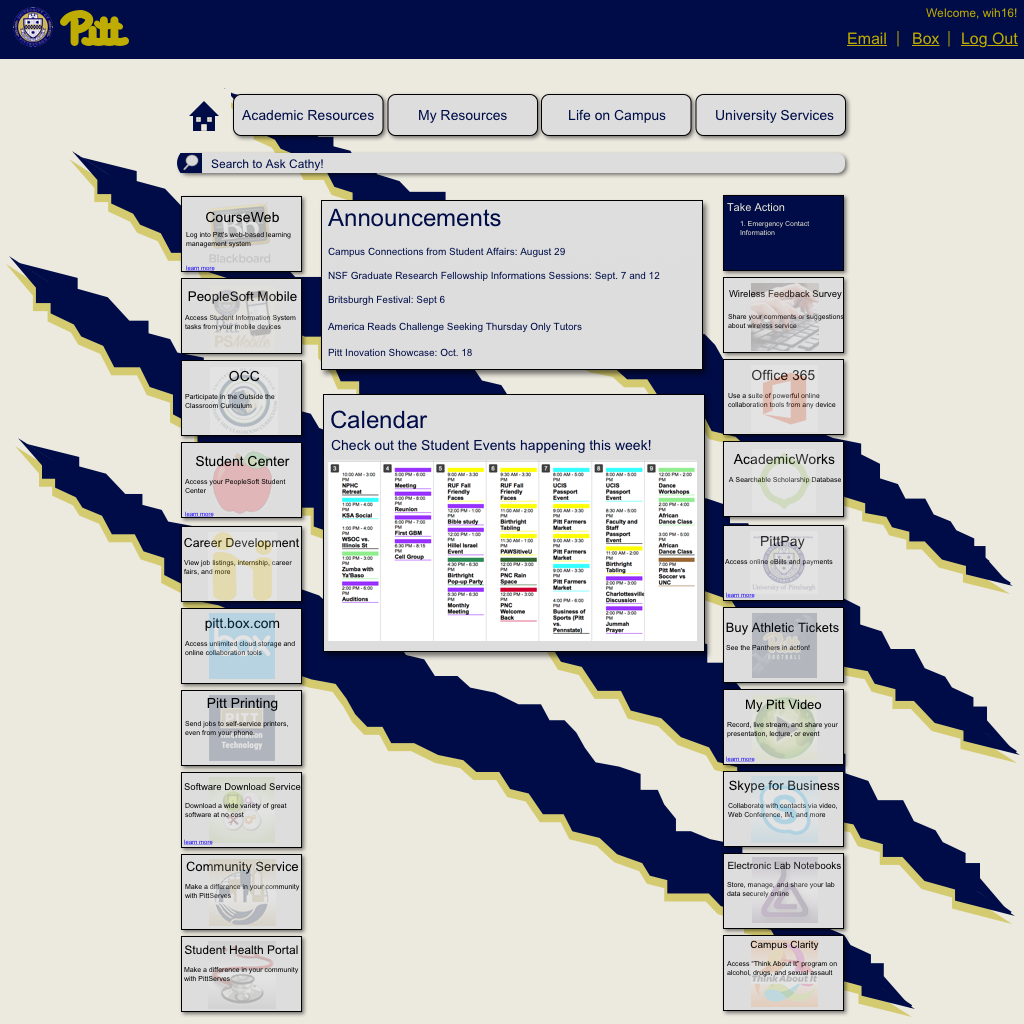 Pitt
Welcome, wih16!
Email | Box | Log Out
Academic Resources
My Resources
Life on Campus
University Services
Search to Ask Cathy!
CourseWeb
Log into Pitt's web-based learning
management system
Blackboard
learn more
PeopleSoft Mobile
Access Student Information System
tasks from your mobile devices
PSMobile
OCC
Participate in the Outside the
Classroom Curiculum
Student Center
Access your PeopleSoft Student
Center
learn more
Career Development
View job listings, internship, career
fairs, and more
pitt.box.com
Access unlimited cloud storage and
online collaboration tools
box
Pitt Printing
Send jobs to self-service printers,
even from your phone.
PITT
Technology
Software Download Service
Download a wide variety of great
software at no cost
learn more
Community Service
Make a difference in your community
with PittServes
Student Health Portal
Make a difference in your community
with PittServes
Announcements
Campus Connections from Student Affairs: August 29
NSF Graduate Research Fellowship Informations Sessions: Sept. 7 and 12
Britsburgh Festival: Sept 6
America Reads Challenge Seeking Thursday Only Tutors
Pitt Inovation Showcase: Oct. 18
Calendar
Check out the Student Events happening this week!
3
10:00 AM - 3:00
PM
NPHC
Retreat
1:00 PM - 4:00
PM
KSA Social
1:00 PM - 4:00
PM
WSOC vs.
Illinois St
1:00 PM - 3:00
PM
Zumba with
Ya'Baso
2:00 PM - 6:00
PM
Auditions
4
5:00 PM - 6:00
PM
Meeting
5:00 PM - 8:00
PM
Reunion
6:00 PM - 7:00
PM
First GBM
6:30 PM - 8:15
PM
Cell Group
5
9:00 AM - 3:30
PM
RUF Fall
Friendly
Faces
12:00 PM - 1:00
PM
Bible study
12:00 PM - 1:00
PM
Hillel Israel
Event
4:30 PM - 6:30
PM
Birthright
Pop-up Party
5:30 PM - 6:30
PM
Monthly
Meeting
6
9:30 AM - 3:30
PM
RUF Fall
Friendly
Faces
11:00 AM - 2:00
PM
Birthright
Tabling
11:30 AM - 1:00
PM
PAWSitiveU
12:00 PM - 3:00
PM
PNC Rain
Space
12:00 PM - 3:00
PM
PNC
Welcome
Back
7
8:00 AM - 5:00
PM
UCIS
Passport
Event
9:00 AM - 3:30
PM
Pitt Farmers
Market
9:00 AM - 3:30
PM
Pitt Farmers
Market
9:00 AM - 3:30
PM
Pitt Farmers
Market
4:00 PM - 6:00
PM
Business of
Sports (Pitt
vs.
Pennstate)
8
8:00 AM - 5:00
PM
UCIS
Passport
Event
8:30 AM - 5:00
PM
Faculty and
Staff
Passport
Event
11:00 AM - 2:00
PM
Birthright
Tabling
2:00 PM - 3:00
PM
Charlottesville
Discussion
2:00 PM - 3:00
PM
Jummah
Prayer
9
12:00 PM - 2:00
PM
Dance
Workshops
2:00 PM - 4:00
PM
African
Dance Class
3:00 PM - 5:00
PM
African
Dance Class
7:00 PM
Pitt Men's
Soccer vs
UNC
Take Action
1. Emergency Contact
Information
Wireless Feedback Survey
Share your comments or suggestions
about wireless service
Office 365
Use a suite of powerful online
collaboration tools from any device
AcademicWorks
A Searchable Scholarship Database
PittPay
Access online eBills and payments
University of Pittsburgh
learn more
Buy Athletic Tickets
See the Panthers in action!
Pitt
FOOTBALL
My Pitt Video
Record, live stream, and share your
presentation, lecture, or event
learn more
Skype for Business
Collaborate with contacts via video,
Web Conference, IM, and more
Electronic Lab Notebooks
Store, manage, and share your lab
data securely online
Campus Clarity
Access "Think About It" program on
alcohol, drugs, and sexual assault
Think About It